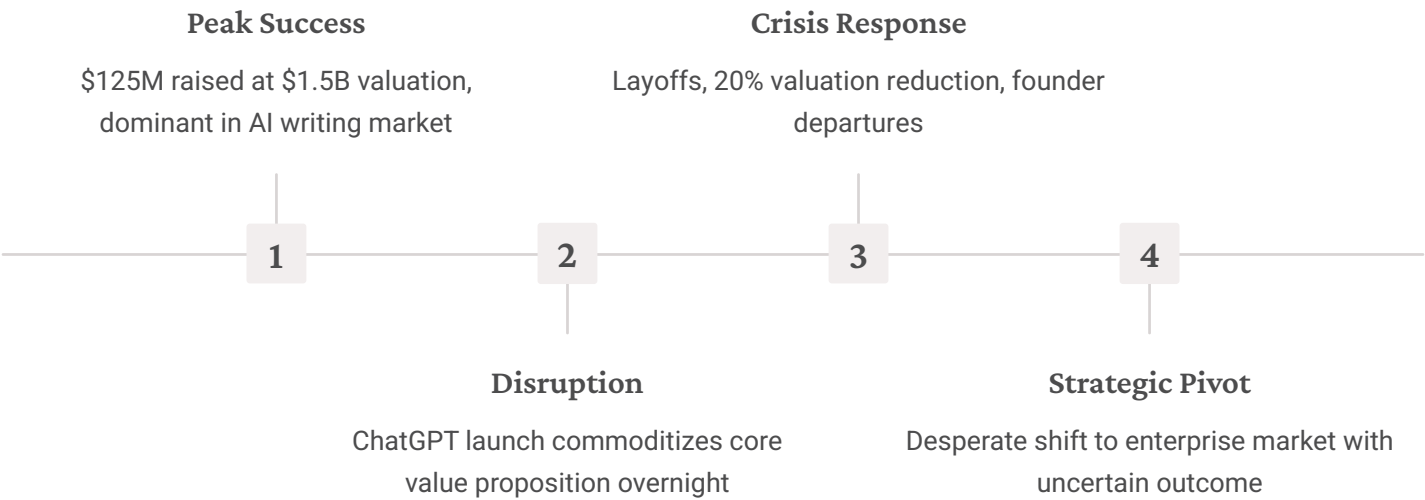 Peak Success
$125M raised at $1.5B valuation,
dominant in AI writing market
Crisis Response
Layoffs, 20% valuation reduction, founder
departures
1
2
3
4
Disruption
ChatGPT launch commoditizes core
value proposition overnight
Strategic Pivot
Desperate shift to enterprise market with
uncertain outcome